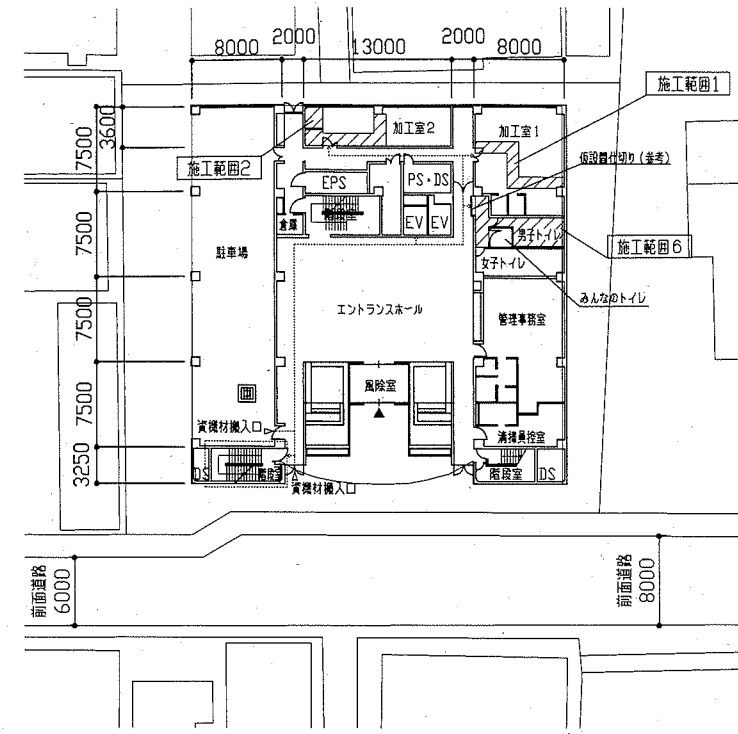 8000
2000
13000
2000
8000
施工範囲1
3600
7500
加工室2
加工室1
仮設間仕切り（参考）
施工範囲2
EPS
PS・DS
7500
倉庫
階段室
EV
EV
男子トイレ
施工範囲6
駐車場
女子トイレ
みんなのトイレ
7500
エントランスホール
管理事務室
風除室
7500
資機材搬入口
清掃員控室
3250
DS
階段室
資機材搬入口
階段室
DS
前面道路
6000
前面道路
8000